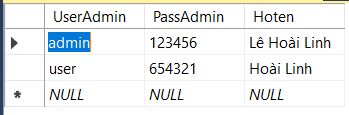 UserAdmin PassAdmin Hoten
admin 123456 Lê Hoài Linh
user 654321 Hoài Linh
NULL NULL NULL